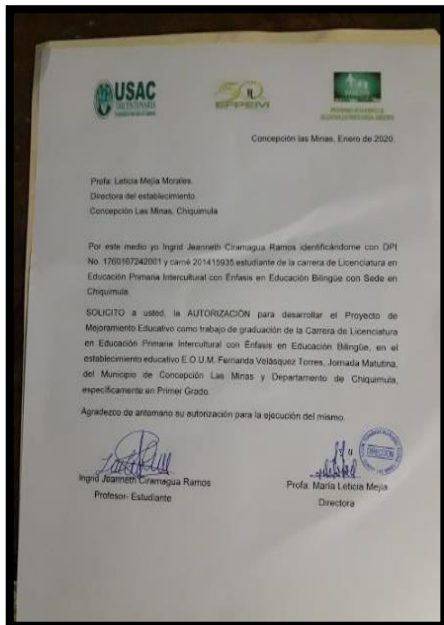 USAC
TRICENTENARIA
50
EFPEM
Concepción las Minas, Enero de 2020.
Profa: Leticia Mejía Morales.
Directora del establecimiento.
Concepción Las Minas, Chiquimula
Por este medio yo Ingrid Jeanneth Ciramagua Ramos identificándome con DPI
No. 1760167242001 y carné 201415935 estudiante de la carrera de Licenciatura en
Educación Primaria Intercultural con Énfasis en Educación Bilingüe con Sede en
Chiquimula.
SOLICITO a usted, la AUTORIZACIÓN para desarrollar el Proyecto de
Mejoramiento Educativo como trabajo de graduación de la Carrera de Licenciatura
en Educación Primaria Intercultural con Énfasis en Educación Bilingüe, en el
establecimiento educativo E.O.U.M. Fernanda Velásquez Torres, Jornada Matutina,
del Municipio de Concepción Las Minas y Departamento de Chiquimula,
específicamente en Primer Grado.
Agradezco de antemano su autorización para la ejecución del mismo.
Ingrid Jeanneth Ciramagua Ramos
Profesor- Estudiante
DIRECCION
Profa. María Leticia Mejía
Directora